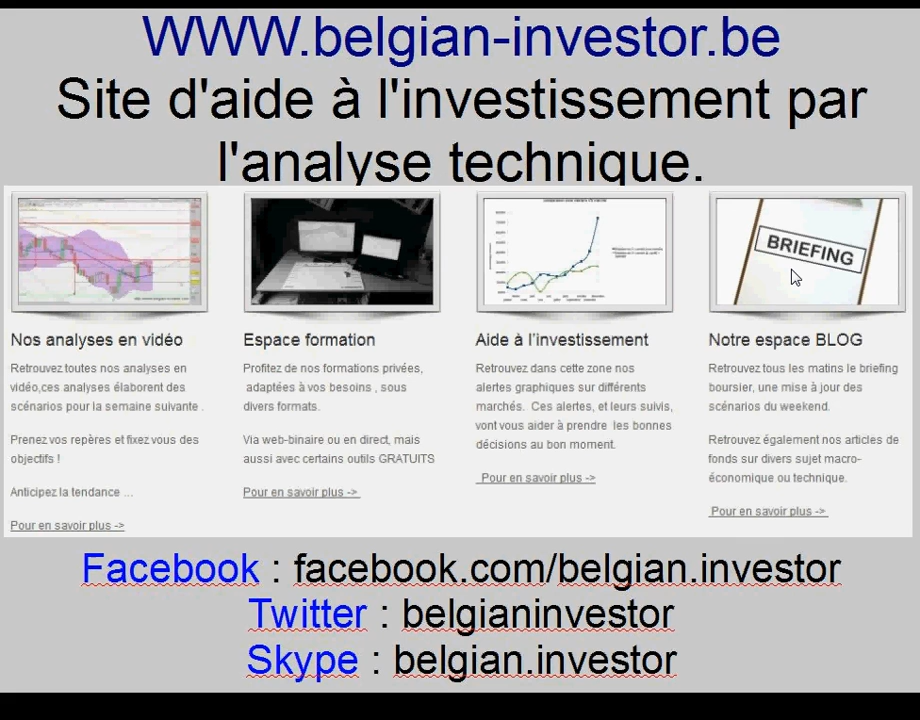 WWW.belgian-investor.be
Site d'aide à l'investissement par
l'analyse technique.
BRIEFING
Nos analyses en vidéo
Retrouvez toutes nos analyses en
vidéo,ces analyses élaborent des
scénarios pour la semaine suivante .
Prenez vos repères et fixez vous des
objectifs !
Anticipez la tendance ...
Pour en savoir plus ->
Espace formation
Profitez de nos formations privées,
adaptées à vos besoins , sous
divers formats.
Via web-binaire ou en direct, mais
aussi avec certains outils GRATUITS
Pour en savoir plus ->
Aide à l'investissement
Retrouvez dans cette zone nos
alertes graphiques sur différents
marchés. Ces alertes, et leurs suivis,
vont vous aider à prendre les bonnes
décisions au bon moment.
Pour en savoir plus ->
Notre espace BLOG
Retrouvez tous les matins le briefing
boursier, une mise à jour des
scénarios du weekend.
Retrouvez également nos articles de
fonds sur divers sujet macro-
économique ou technique.
Pour en savoir plus ->
Facebook : facebook.com/belgian.investor
Twitter : belgianinvestor
Skype : belgian.investor